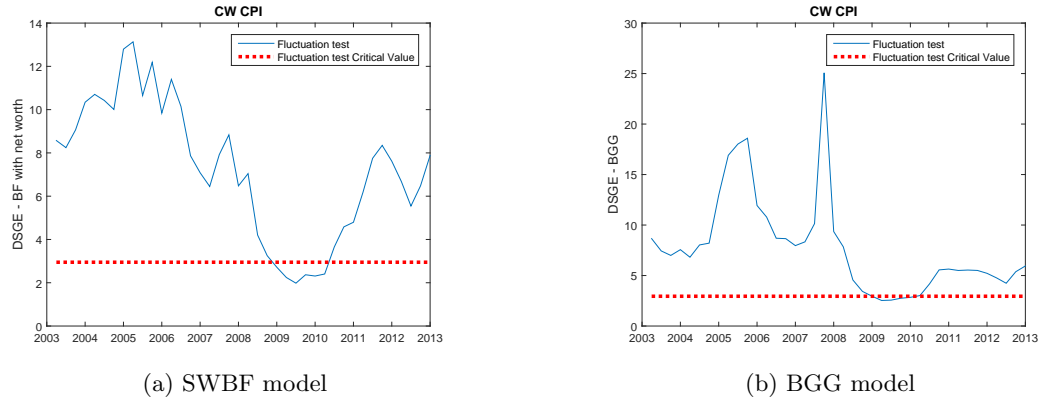 CW CPI
14
12
10
8
6
4
2
0
DSGE - BF with net worth
Fluctuation test
Fluctuation test Critical Value
2003 2004 2005 2006 2007 2008 2009 2010 2011 2012 2013
(a) SWBF model
CW CPI
30
25
20
15
10
5
0
DSGE - BGG
Fluctuation test
Fluctuation test Critical Value
2003 2004 2005 2006 2007 2008 2009 2010 2011 2012 2013
(b) BGG model